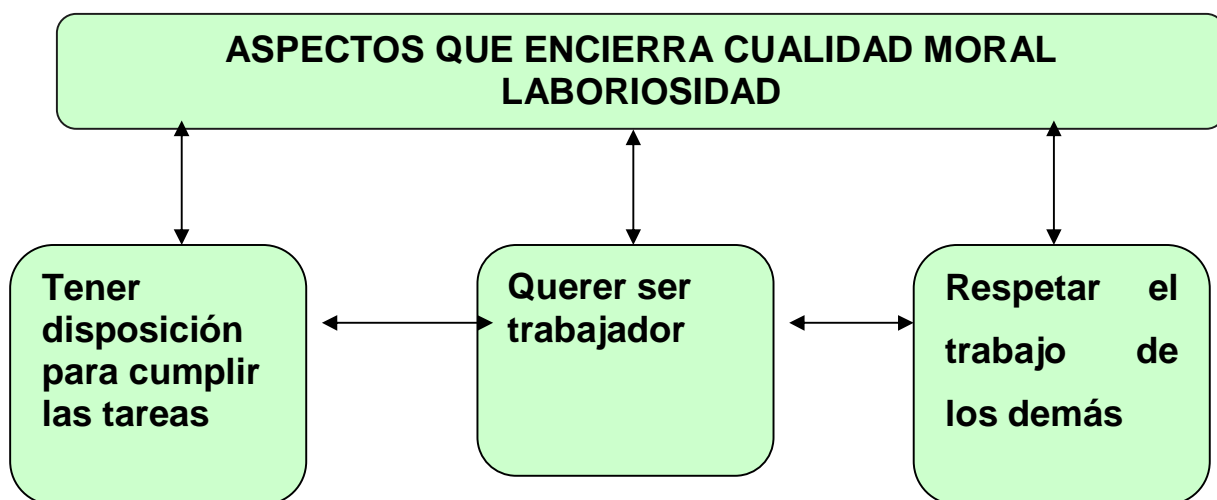 ASPECTOS QUE ENCIERRA CUALIDAD MORAL
LABORIOSIDAD
Tener
disposición
para cumplir
las tareas
Querer ser
trabajador
Respetar el
trabajo de
los demás